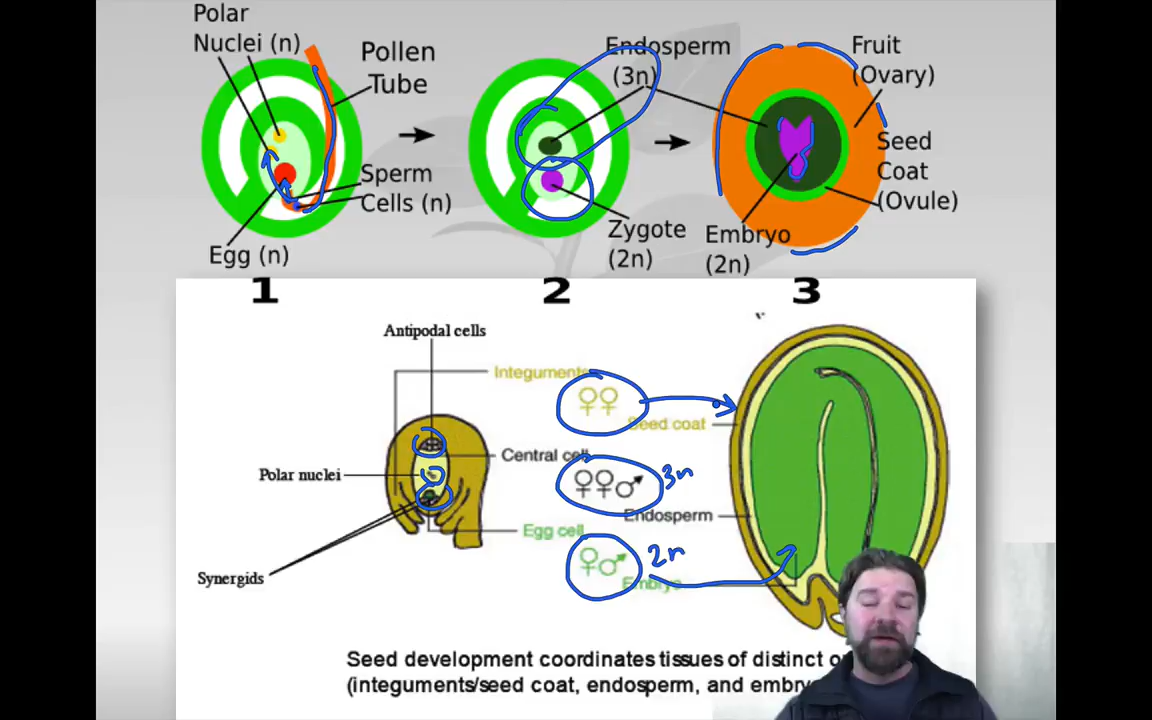 Polar
Nuclei (n)
Pollen
Tube
Sperm
Cells (n)
Egg (n)
Endosperm
(3n)
Zygote
(2n)
Fruit
(Ovary)
Seed
Coat
(Ovule)
Embryo
(2n)
1
2
3
Antipodal cells
Integuments
♀♀
Seed coat
Central cell
Polar nuclei
♀♀♂
3n
Endosperm
Egg cell
♀♂
2n
Embryo
Synergids
Seed development coordinates tissues of distinct
(integuments/seed coat, endosperm, and